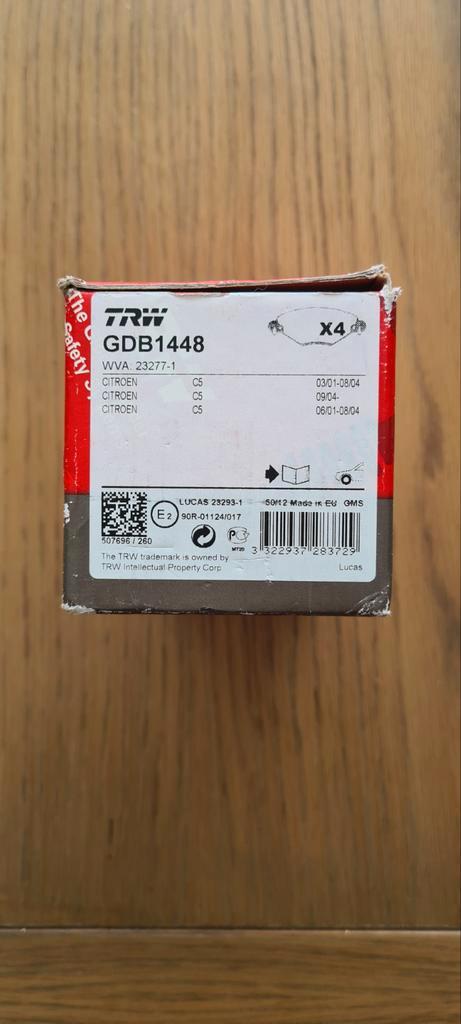 The
Safety
TRW
GDB1448
X4
WVA: 23277-1
CITROEN C5 03/01-08/04
CITROEN C5 09/04-
CITROEN C5 06/01-08/04
LUCAS 23293-1 50/12 Made in EU GMS
E2 90R-01124/017
507696 / 260
3 322937 283729
The TRW trademark is owned by
TRW Intellectual Property Corp Lucas